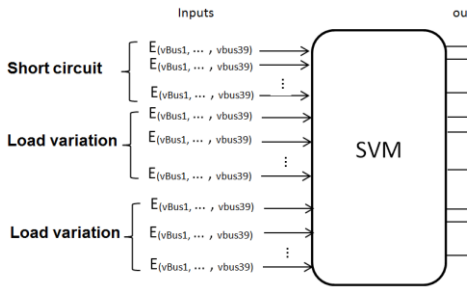 Inputs
ou
Short circuit
E(vBus1, ... , vbus39)
E(vBus1, ... , vbus39)
⋮
E(vBus1, ... , vbus39)
Load variation
E(vBus1, ... , vbus39)
E(vBus1, ... , vbus39)
⋮
E(vBus1, ... , vbus39)
SVM
Load variation
E(vBus1, ... , vbus39)
E(vBus1, ... , vbus39)
⋮
E(vBus1, ... , vbus39)